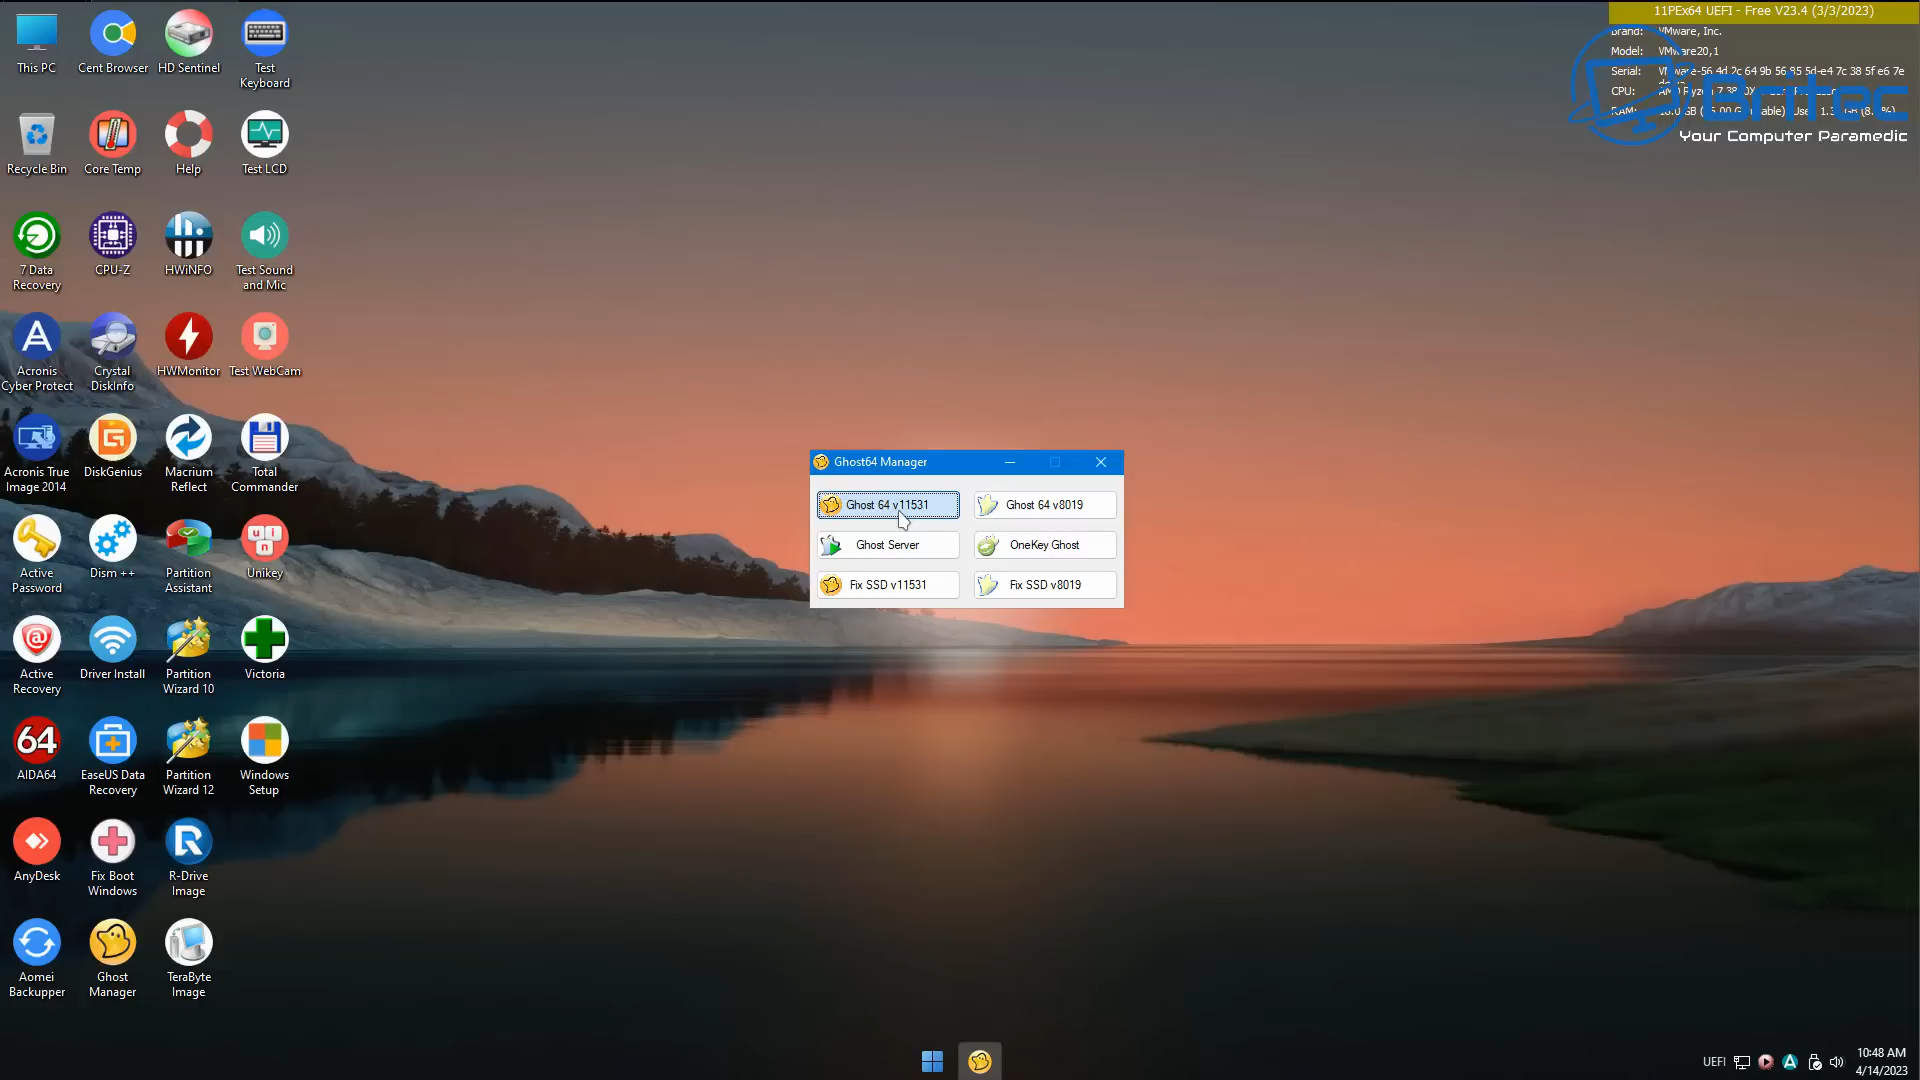 11PEx64 UEFI - Free V23.4 (3/3/2023)
Brand: VMware, Inc.
Model: VMware20,1
Serial: VMware-56 4d 2c 64 9b 56 95 5d-e4 7c 38 5f e6 7e
CPU: AMD Ryzen 7
RAM:
Britec
Your Computer Paramedic
This PC
Cent Browser
HD Sentinel
Test
Keyboard
Recycle Bin
Core Temp
Help
Test LCD
7 Data
Recovery
CPU-Z
HWiNFO
Test Sound
and Mic
Acronis
Cyber Protect
Crystal
DiskInfo
HWMonitor
Test WebCam
Acronis True
Image 2014
DiskGenius
Macrium
Reflect
Total
Commander
Active
Password
Dism ++
Partition
Assistant
Unikey
Active
Recovery
Driver Install
Partition
Wizard 10
Victoria
64
AIDA64
EaseUS Data
Recovery
Partition
Wizard 12
Windows
Setup
AnyDesk
Fix Boot
Windows
R-Drive
Image
Aomei
Backupper
Ghost
Manager
TeraByte
Image
Ghost64 Manager
Ghost 64 v11531
Ghost 64 v8019
Ghost Server
OneKey Ghost
Fix SSD v11531
Fix SSD v8019
UEFI
10:48 AM
4/14/2023